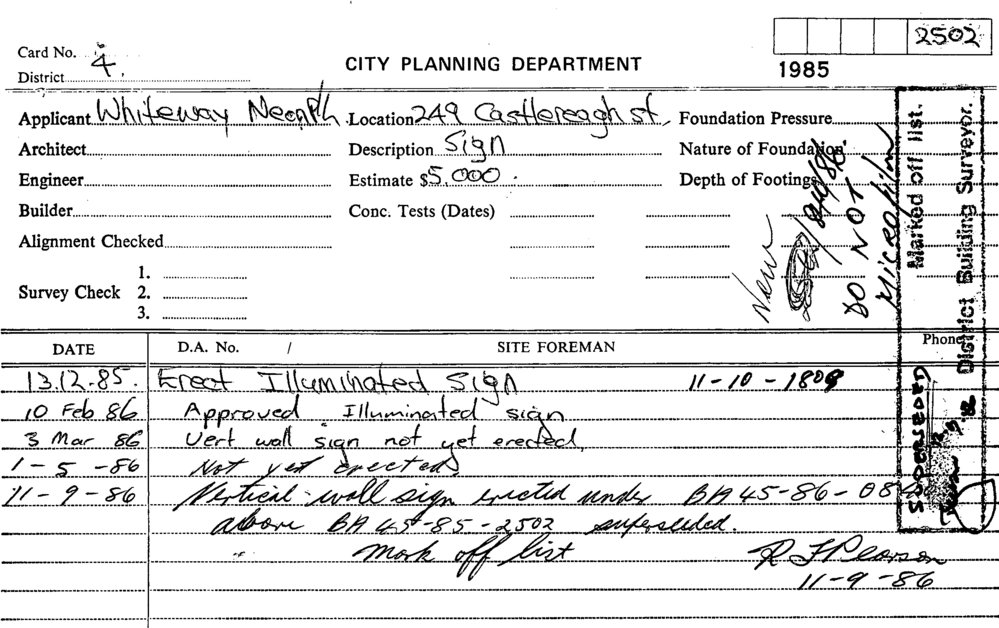 Card No.
District 4.
CITY PLANNING DEPARTMENT
2502
1985
Applicant Whiteway Neon P/L
Location 249 Castlereagh st.
Foundation Pressure
Architect
Description Sign
Nature of Foundation
Engineer
Estimate $5,000.
Depth of Footings
Builder
Conc. Tests (Dates)
Alignment Checked
Survey Check
1.
2.
3.
New
DO NOT
Microfilm
Marked off list.
District Building Surveyor.
SUPERSEDED
DATE D.A. No. / SITE FOREMAN Phone
13.12.85. Erect Illuminated Sign 11-10-1809
10 Feb 86 Approved Illuminated sign
3 Mar 86 Vert wall sign not yet erected
1-5-86 Not yet erected
11-9-86 Vertical wall sign erected under BA 45-86-08
above BA 45-85-2502 superseded.
Mark off list R F Pearson
11-9-86